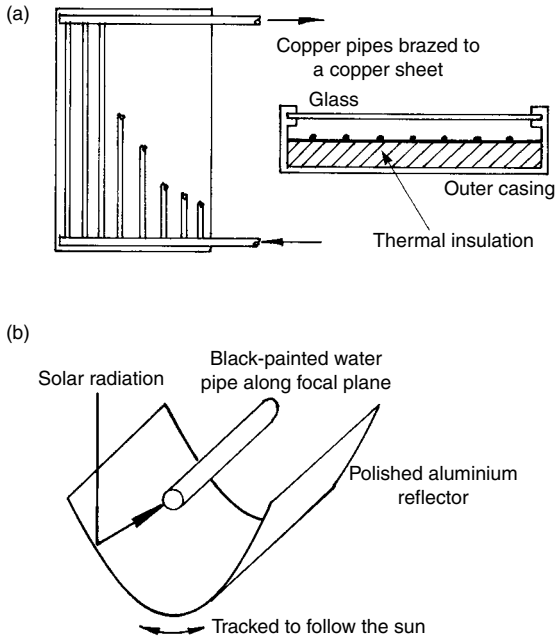 (a)
Copper pipes brazed to
a copper sheet
Glass
Outer casing
Thermal insulation
(b)
Black-painted water
pipe along focal plane
Solar radiation
Polished aluminium
reflector
Tracked to follow the sun